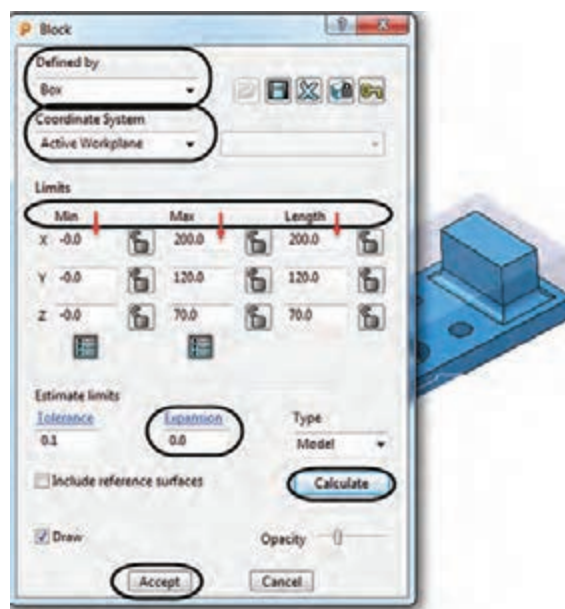 Block
Defined by
Box
Coordinate System
Active Workplane
Limits
Min Max Length
X -0.0 200.0 200.0
Y -0.0 120.0 120.0
Z -0.0 70.0 70.0
Estimate limits
Tolerance Expansion Type
0.1 0.0 Model
Include reference surfaces Calculate
Draw Opacity
Accept Cancel